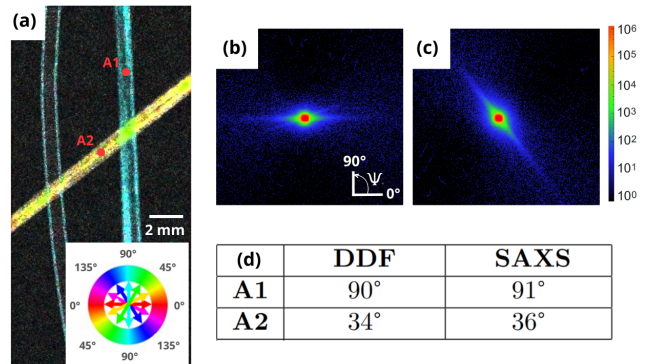 (a)
A1
A2
2 mm
90°
135° 45°
0° 0°
45° 135°
90°
(b)
90°
Ψ
0°
(c)
10⁶
10⁵
10⁴
10³
10²
10¹
10⁰
(d) DDF SAXS
A1 90° 91°
A2 34° 36°